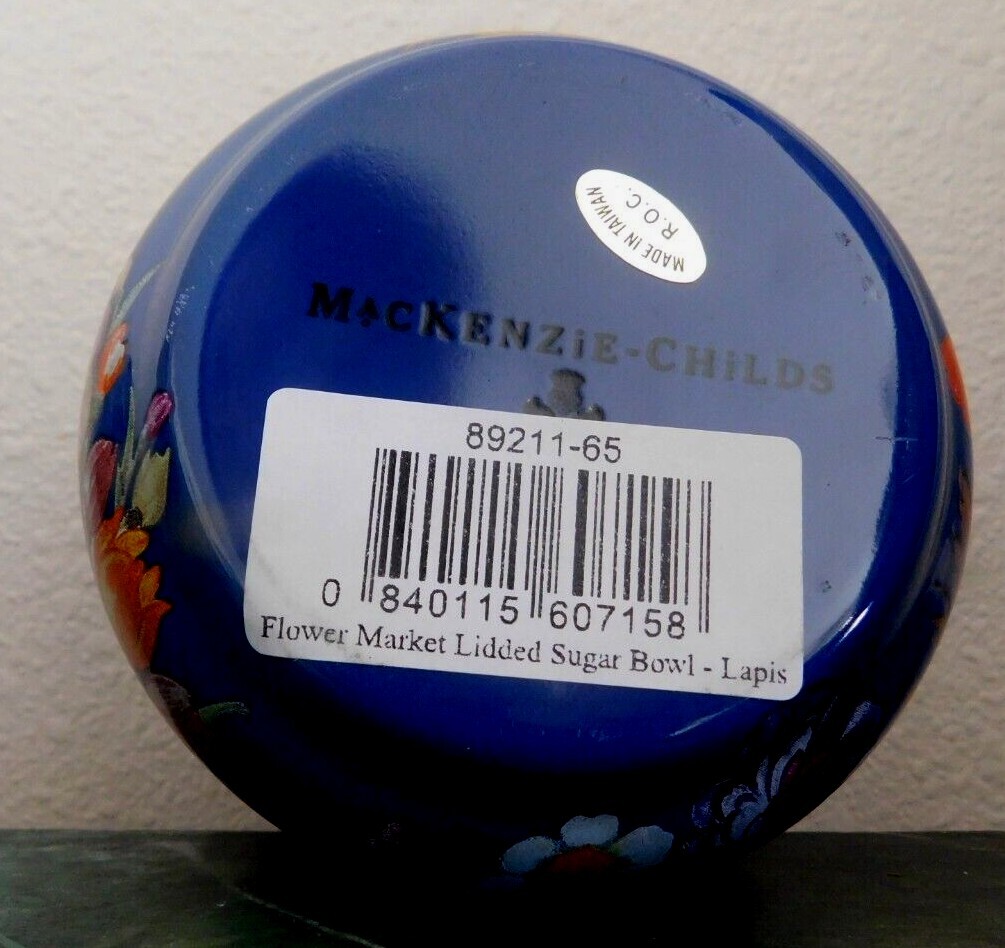 MADE IN TAIWAN
R.O.C.
MACKENZiE-CHiLDS
89211-65
0 840115 607158
Flower Market Lidded Sugar Bowl - Lapis